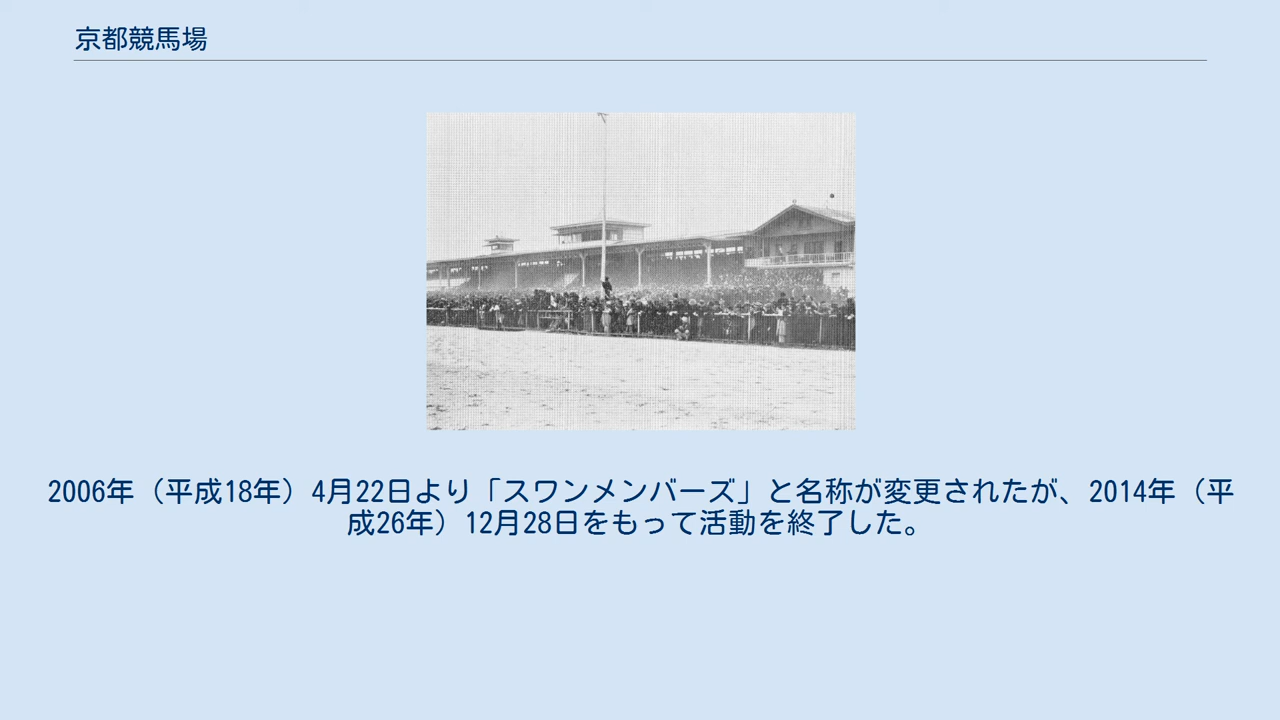 京都競馬場
2006年（平成18年）4月22日より「スワンメンバーズ」と名称が変更されたが、2014年（平
成26年）12月28日をもって活動を終了した。